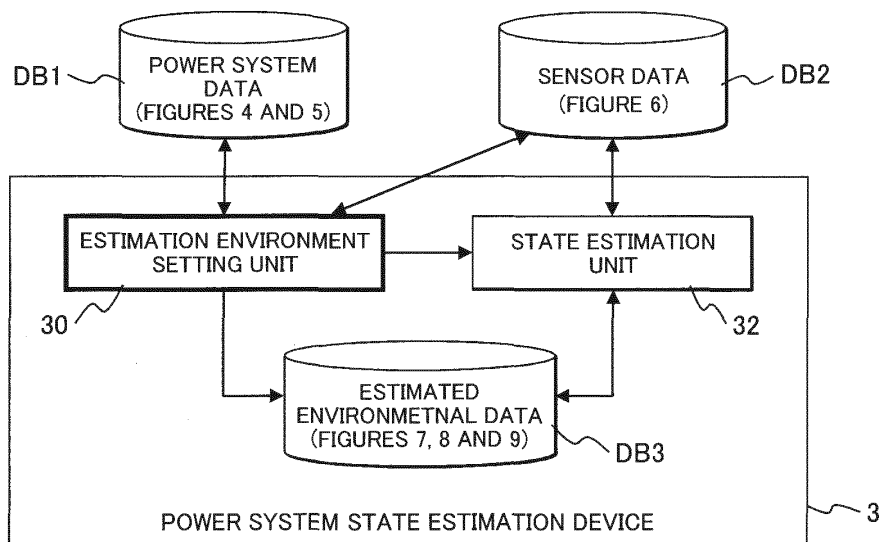 DB1
POWER SYSTEM
DATA
(FIGURES 4 AND 5)
SENSOR DATA
(FIGURE 6)
DB2
ESTIMATION ENVIRONMENT
SETTING UNIT
30
STATE ESTIMATION
UNIT
32
ESTIMATED
ENVIRONMETNAL DATA
(FIGURES 7, 8 AND 9)
DB3
POWER SYSTEM STATE ESTIMATION DEVICE
3